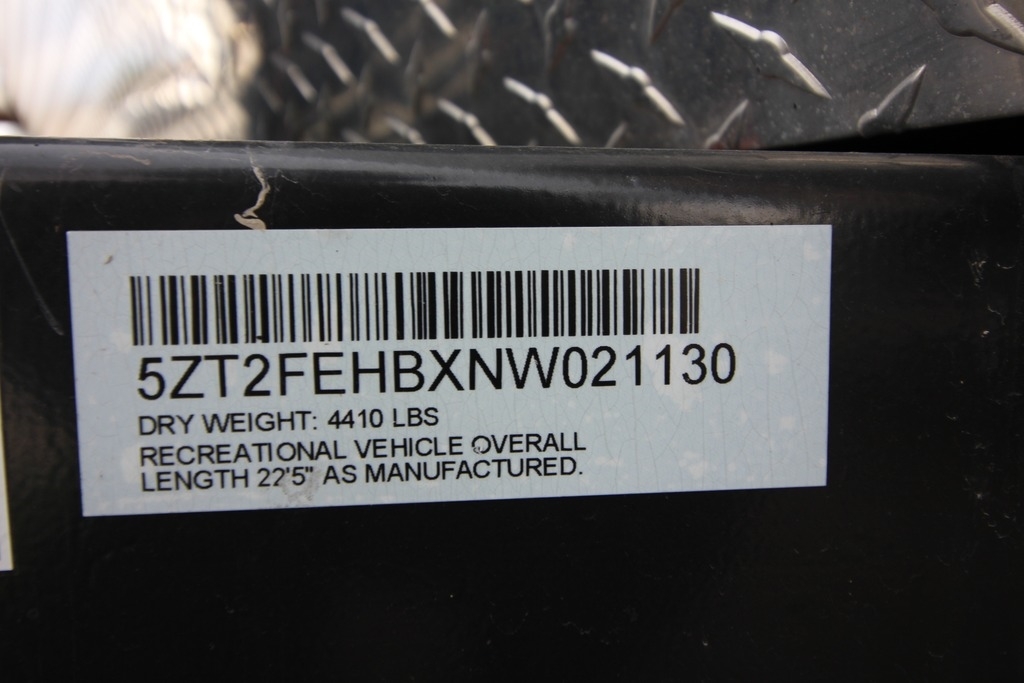 5ZT2FEHBXNW021130
DRY WEIGHT: 4410 LBS
RECREATIONAL VEHICLE OVERALL
LENGTH 22'5" AS MANUFACTURED.